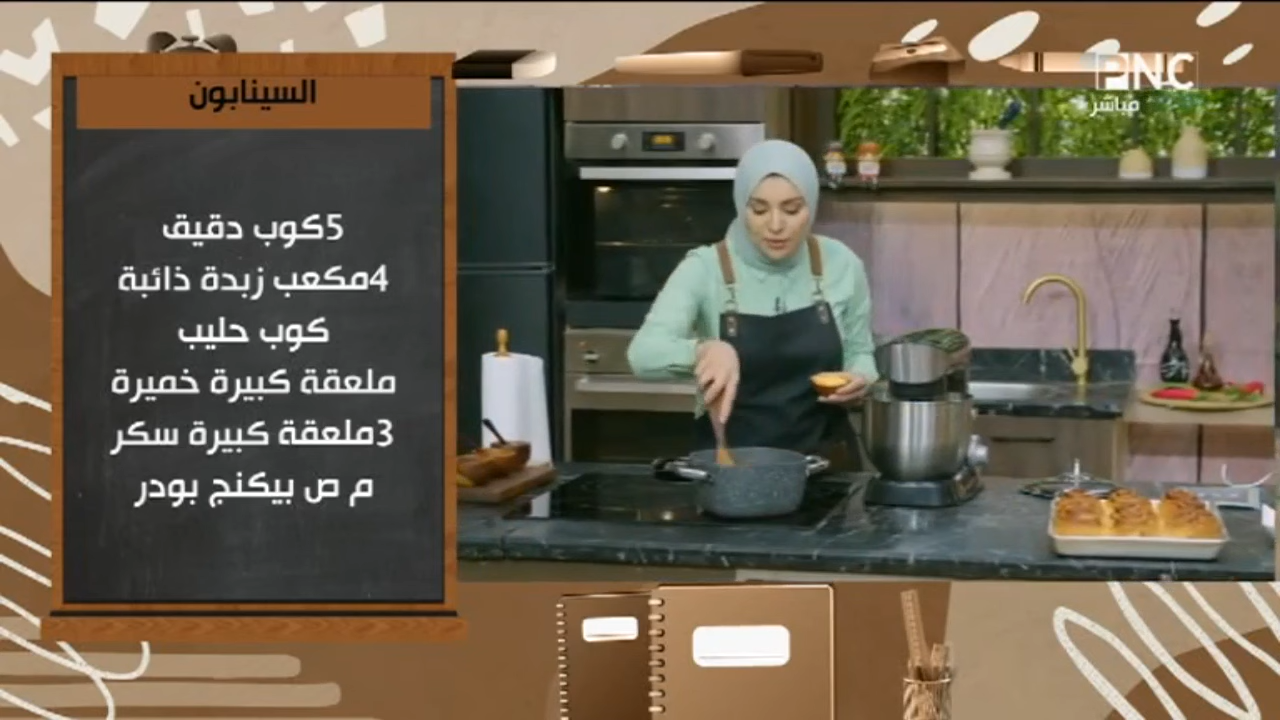 السينابون
5كوب دقيق
4مكعب زبدة ذائبة
كوب حليب
ملعقة كبيرة خميرة
3ملعقة كبيرة سكر
م ص بيكنج بودر
PNC
مباشر